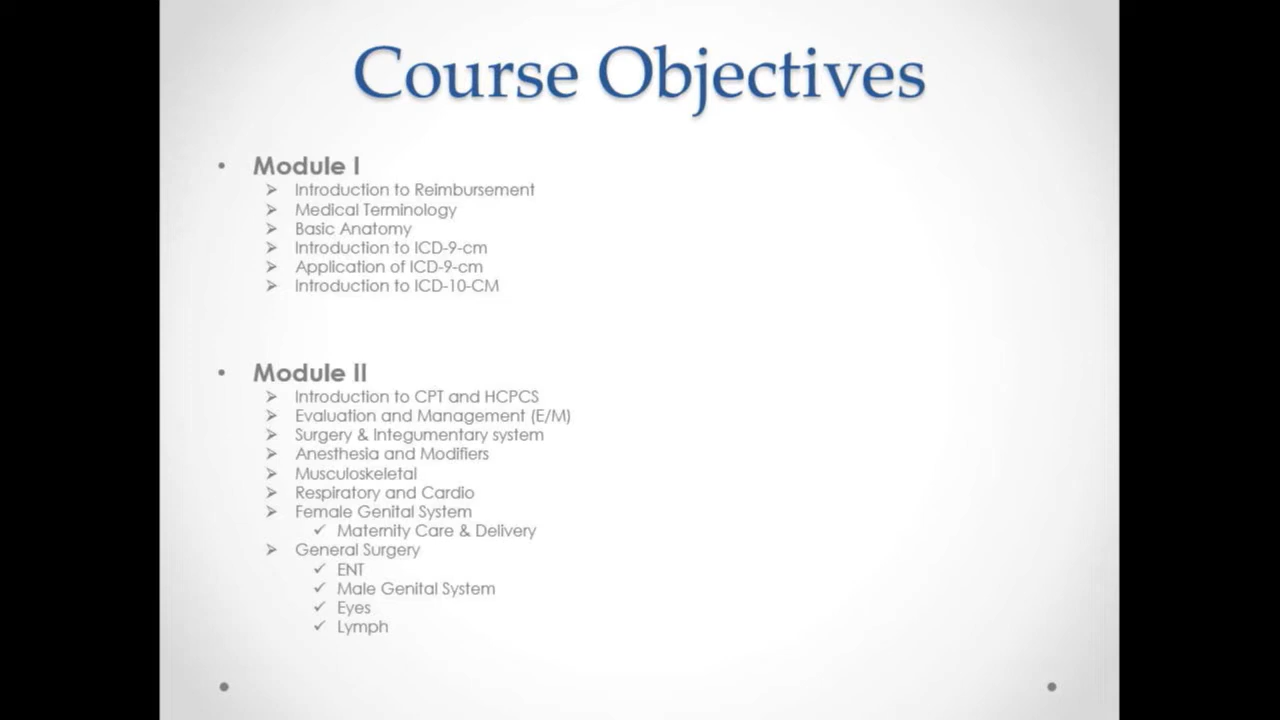 Course Objectives
• Module I
➢ Introduction to Reimbursement
➢ Medical Terminology
➢ Basic Anatomy
➢ Introduction to ICD-9-cm
➢ Application of ICD-9-cm
➢ Introduction to ICD-10-CM
• Module II
➢ Introduction to CPT and HCPCS
➢ Evaluation and Management (E/M)
➢ Surgery & Integumentary system
➢ Anesthesia and Modifiers
➢ Musculoskeletal
➢ Respiratory and Cardio
➢ Female Genital System
✓ Maternity Care & Delivery
➢ General Surgery
✓ ENT
✓ Male Genital System
✓ Eyes
✓ Lymph